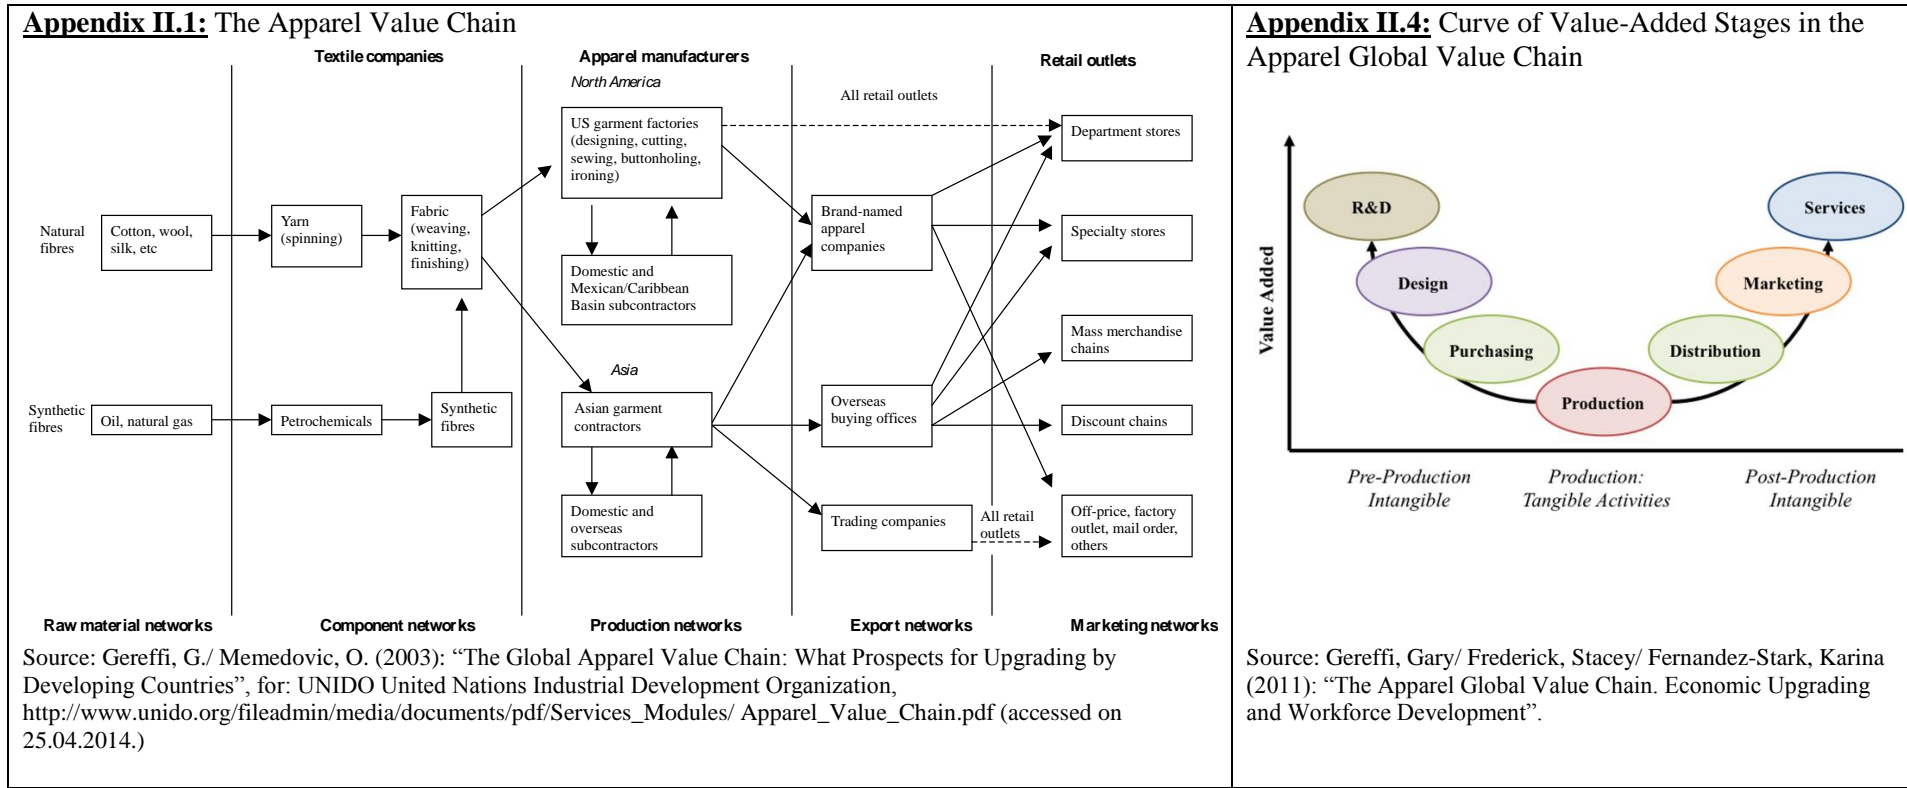 Appendix II.1: The Apparel Value Chain
Textile companies
Apparel manufacturers
Retail outlets
North America
All retail outlets
US garment factories
(designing, cutting,
sewing, buttonholing,
ironing)
Department stores
Natural
fibres
Cotton, wool,
silk, etc
Yarn
(spinning)
Fabric
(weaving,
knitting,
finishing)
Brand-named
apparel
companies
Specialty stores
Domestic and
Mexican/Caribbean
Basin subcontractors
Mass merchandise
chains
Asia
Synthetic
fibres
Oil, natural gas
Petrochemicals
Synthetic
fibres
Asian garment
contractors
Overseas
buying offices
Discount chains
Domestic and
overseas
subcontractors
Trading companies
All retail
outlets
Off-price, factory
outlet, mail order,
others
Raw material networks
Component networks
Production networks
Export networks
Marketing networks
Source: Gereffi, G./ Memedovic, O. (2003): “The Global Apparel Value Chain: What Prospects for Upgrading by
Developing Countries”, for: UNIDO United Nations Industrial Development Organization,
http://www.unido.org/fileadmin/media/documents/pdf/Services_Modules/ Apparel_Value_Chain.pdf (accessed on
25.04.2014.)
Appendix II.4: Curve of Value-Added Stages in the
Apparel Global Value Chain
Value Added
R&D
Services
Design
Marketing
Purchasing
Distribution
Production
Pre-Production
Intangible
Production:
Tangible Activities
Post-Production
Intangible
Source: Gereffi, Gary/ Frederick, Stacey/ Fernandez-Stark, Karina
(2011): “The Apparel Global Value Chain. Economic Upgrading
and Workforce Development”.